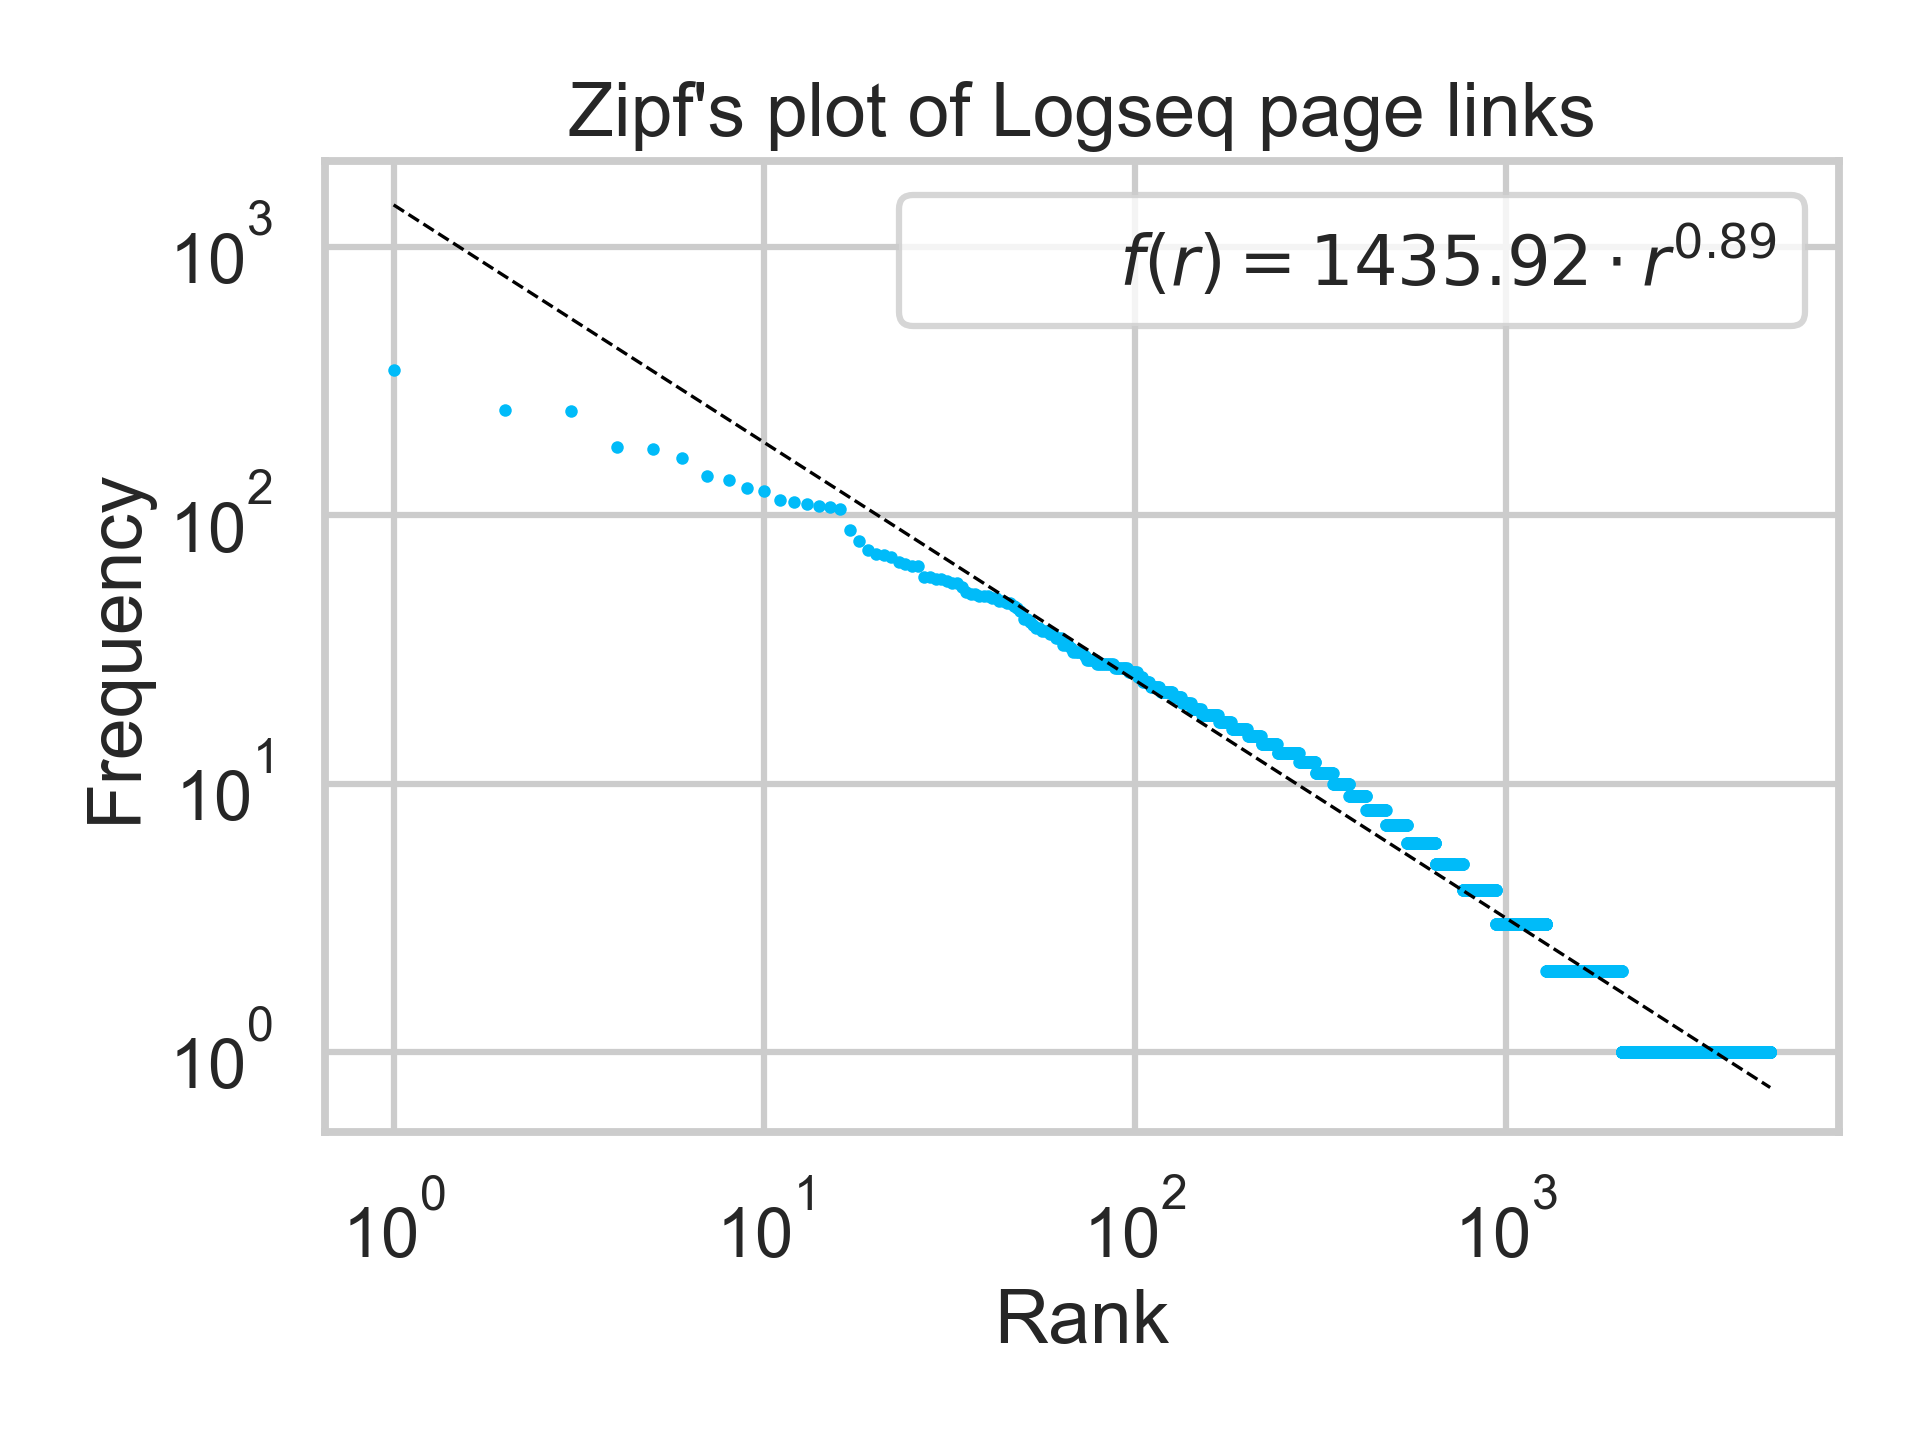 Zipf's plot of Logseq page links
f(r) = 1435.92 · r^0.89
10^3
10^2
10^1
10^0
Frequency
10^0 10^1 10^2 10^3
Rank